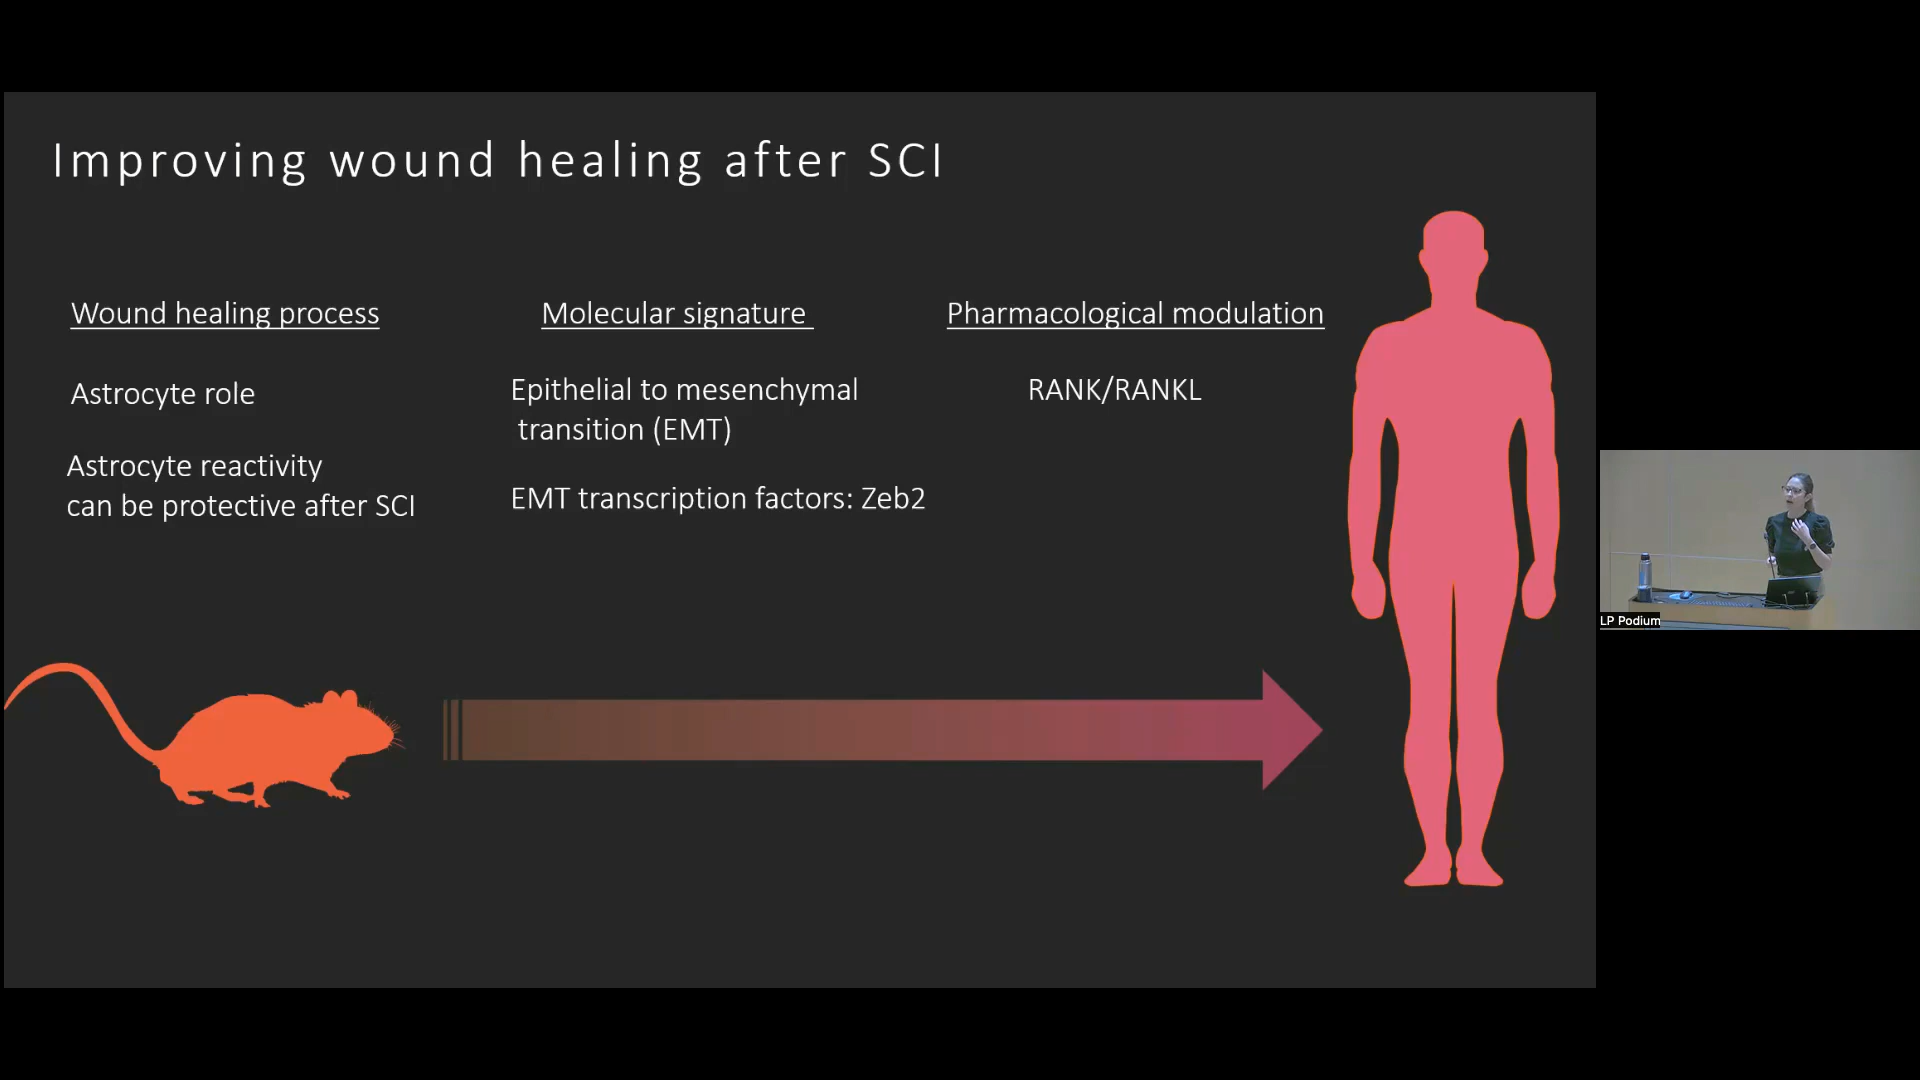 Improving wound healing after SCI
Wound healing process
Astrocyte role
Astrocyte reactivity
can be protective after SCI
Molecular signature
Epithelial to mesenchymal
transition (EMT)
EMT transcription factors: Zeb2
Pharmacological modulation
RANK/RANKL
LP Podium